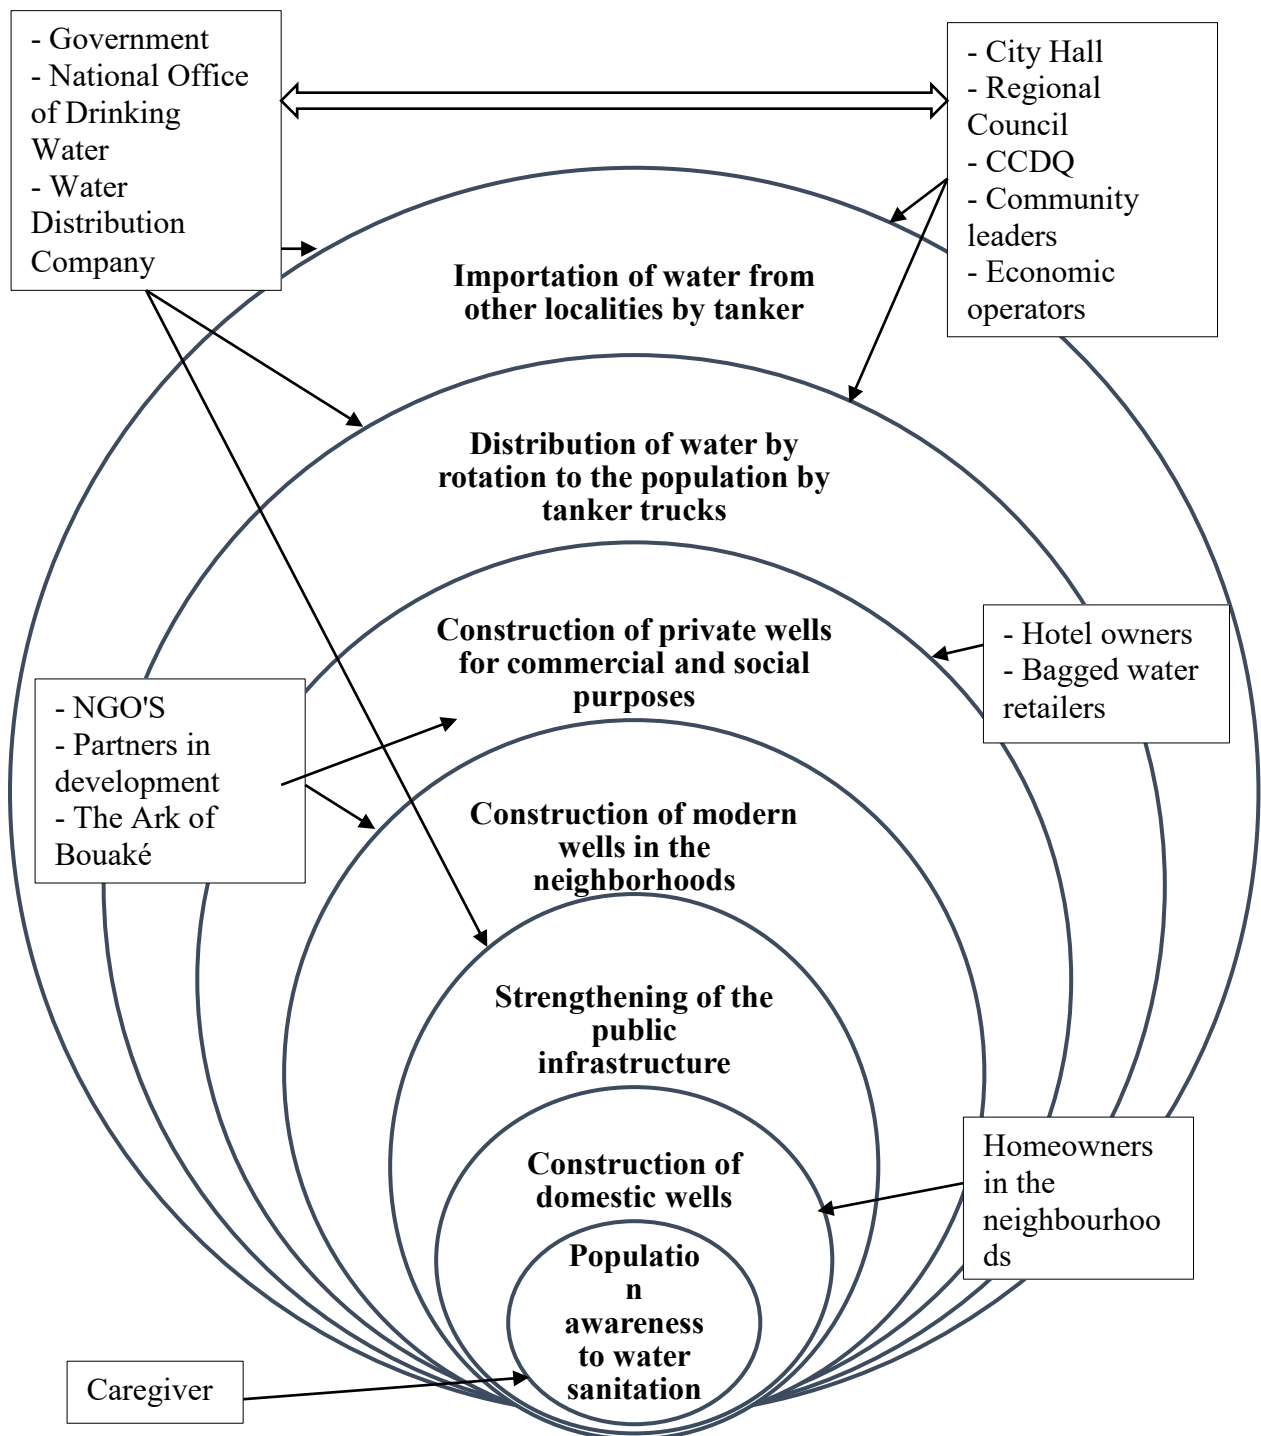 - Government
- National Office
of Drinking
Water
- Water
Distribution
Company
- City Hall
- Regional
Council
- CCDQ
- Community
leaders
- Economic
operators
Importation of water from
other localities by tanker
Distribution of water by
rotation to the population by
tanker trucks
Construction of private wells
for commercial and social
purposes
- Hotel owners
- Bagged water
retailers
- NGO'S
- Partners in
development
- The Ark of
Bouaké
Construction of modern
wells in the
neighborhoods
Strengthening of the
public
infrastructure
Construction of
domestic wells
Homeowners
in the
neighbourhoo
ds
Populatio
n
awareness
to water
sanitation
Caregiver